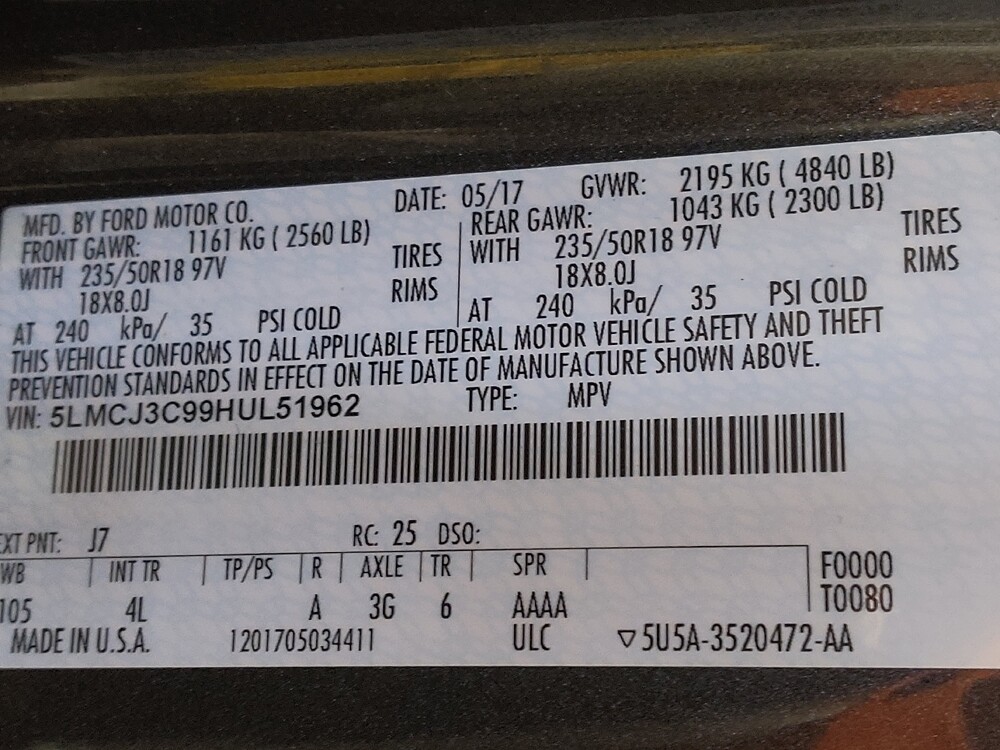 MFD. BY FORD MOTOR CO. DATE: 05/17 GVWR: 2195 KG ( 4840 LB)
FRONT GAWR: 1161 KG ( 2560 LB) REAR GAWR: 1043 KG ( 2300 LB)
WITH 235/50R18 97V TIRES WITH 235/50R18 97V TIRES
18X8.0J RIMS 18X8.0J RIMS
AT 240 kPa/ 35 PSI COLD AT 240 kPa/ 35 PSI COLD
THIS VEHICLE CONFORMS TO ALL APPLICABLE FEDERAL MOTOR VEHICLE SAFETY AND THEFT
PREVENTION STANDARDS IN EFFECT ON THE DATE OF MANUFACTURE SHOWN ABOVE.
VIN: 5LMCJ3C99HUL51962 TYPE: MPV
EXT PNT: J7 RC: 25 DSO:
WB INT TR TP/PS R AXLE TR SPR F0000
105 4L A 3G 6 AAAA T0080
MADE IN U.S.A. 1201705034411 ULC ▽5U5A-3520472-AA